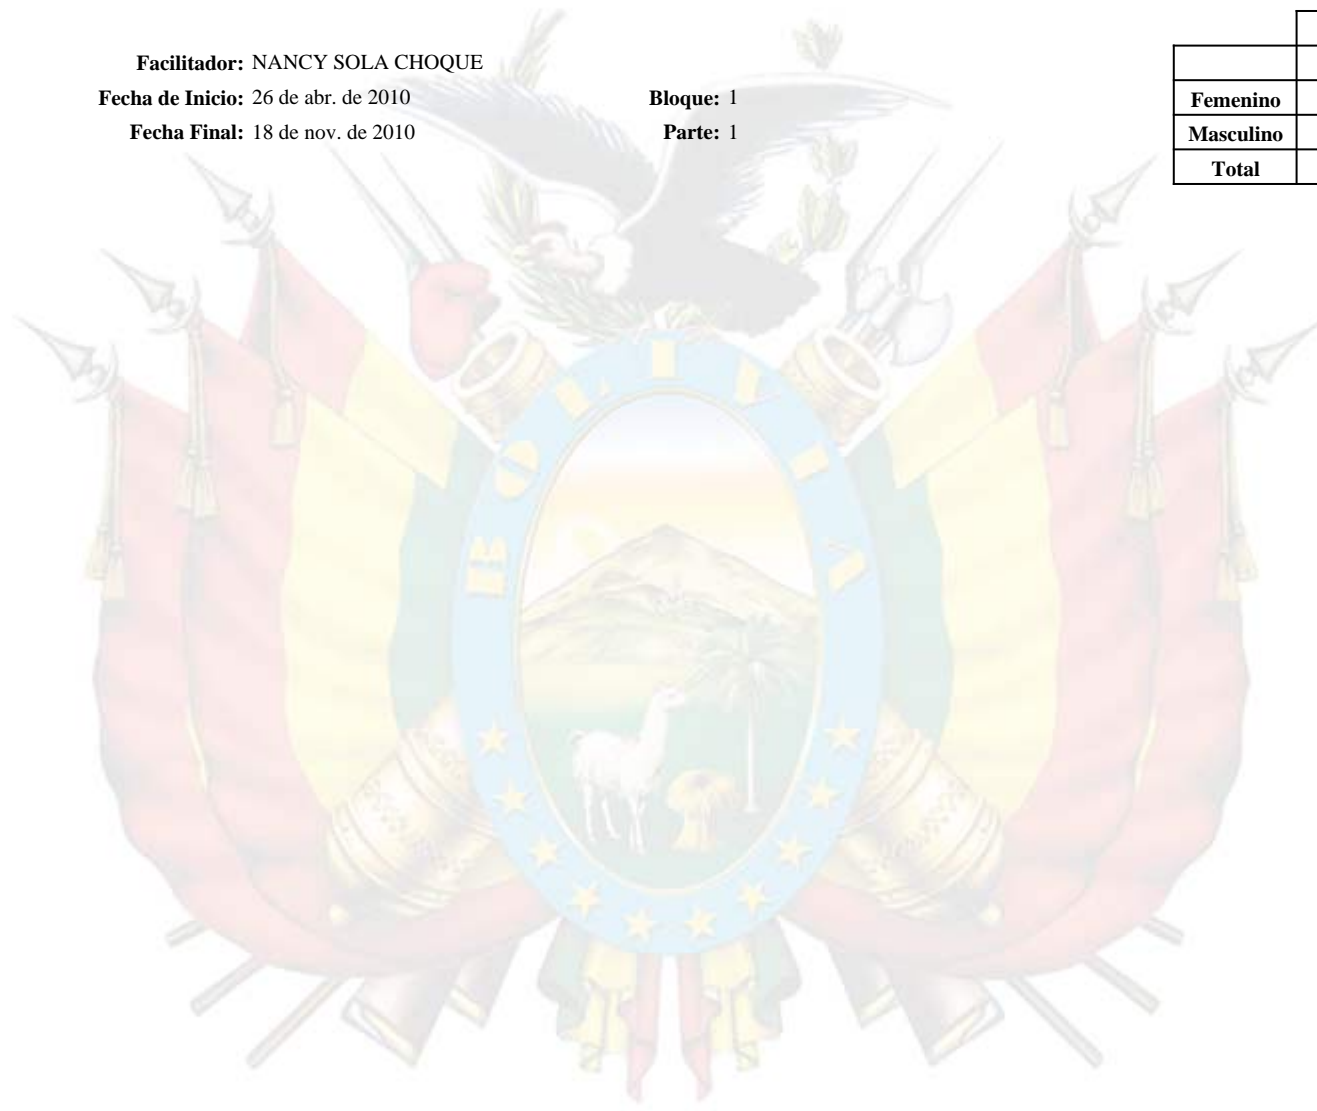 Facilitador: NANCY SOLA CHOQUE
Fecha de Inicio: 26 de abr. de 2010 Bloque: 1
Fecha Final: 18 de nov. de 2010 Parte: 1
Femenino
Masculino
Total
BOLIVIA